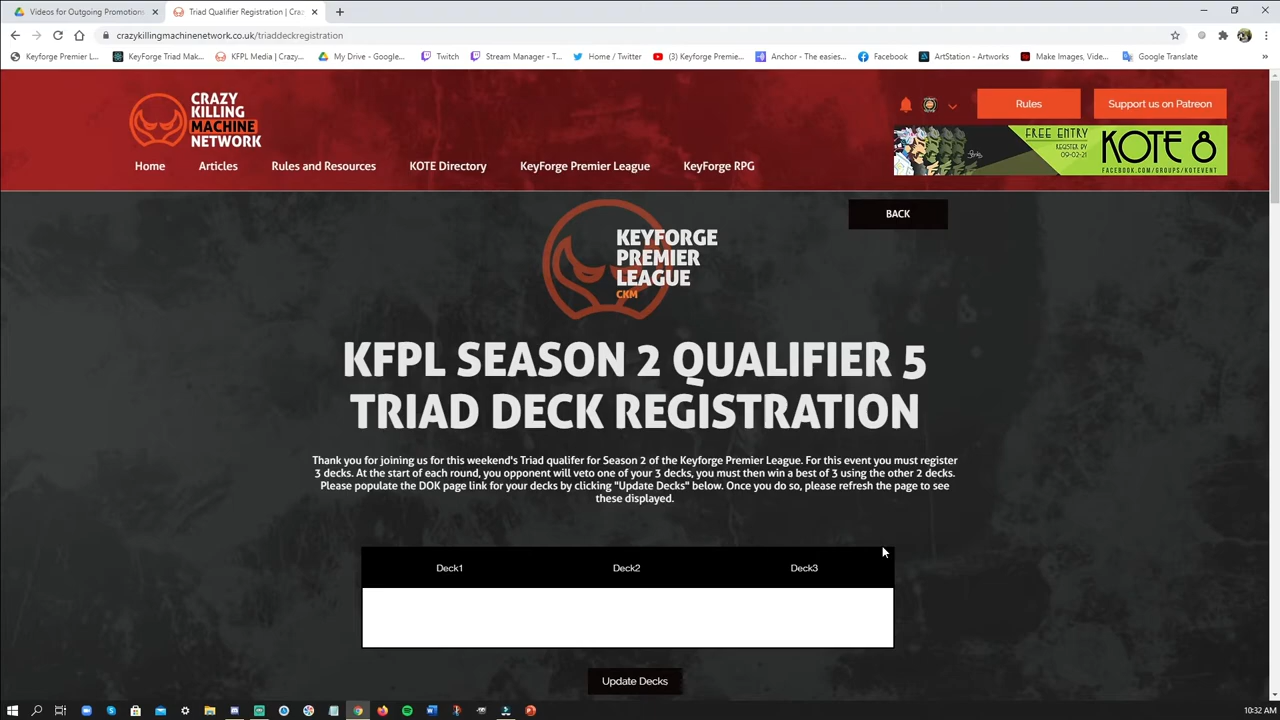 Videos for Outgoing Promotions
Triad Qualifier Registration | Craz
crazykillingmachinenetwork.co.uk/triaddeckregistration
Keyforge Premier L...
KeyForge Triad Mak...
KFPL Media | Crazy...
My Drive - Google...
Twitch
Stream Manager - T...
Home / Twitter
(3) Keyforge Premie...
Anchor - The easies...
Facebook
ArtStation - Artworks
Make Images, Vide...
Google Translate
CRAZY
KILLING
MACHINE
NETWORK
Rules
Support us on Patreon
FREE ENTRY
REGISTER BY
09-02-21
KOTE 8
FACEBOOK.COM/GROUPS/KOTEVENT
Home
Articles
Rules and Resources
KOTE Directory
KeyForge Premier League
KeyForge RPG
BACK
KEYFORGE
PREMIER
LEAGUE
CKM
KFPL SEASON 2 QUALIFIER 5
TRIAD DECK REGISTRATION
Thank you for joining us for this weekend's Triad qualifer for Season 2 of the Keyforge Premier League. For this event you must register
3 decks. At the start of each round, you opponent will veto one of your 3 decks, you must then win a best of 3 using the other 2 decks.
Please populate the DOK page link for your decks by clicking "Update Decks" below. Once you do so, please refresh the page to see
these displayed.
Deck1 Deck2 Deck3
Update Decks
10:32 AM